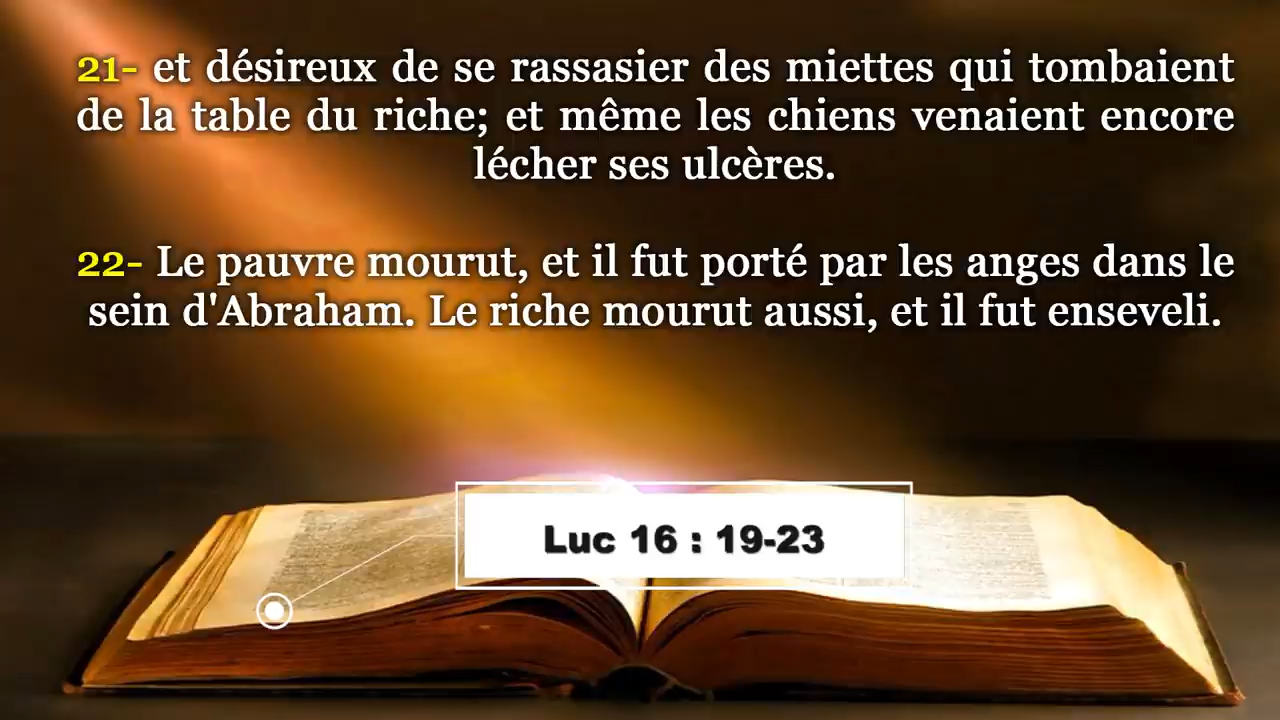 21- et désireux de se rassasier des miettes qui tombaient
de la table du riche; et même les chiens venaient encore
lécher ses ulcères.
22- Le pauvre mourut, et il fut porté par les anges dans le
sein d'Abraham. Le riche mourut aussi, et il fut enseveli.
Luc 16 : 19-23